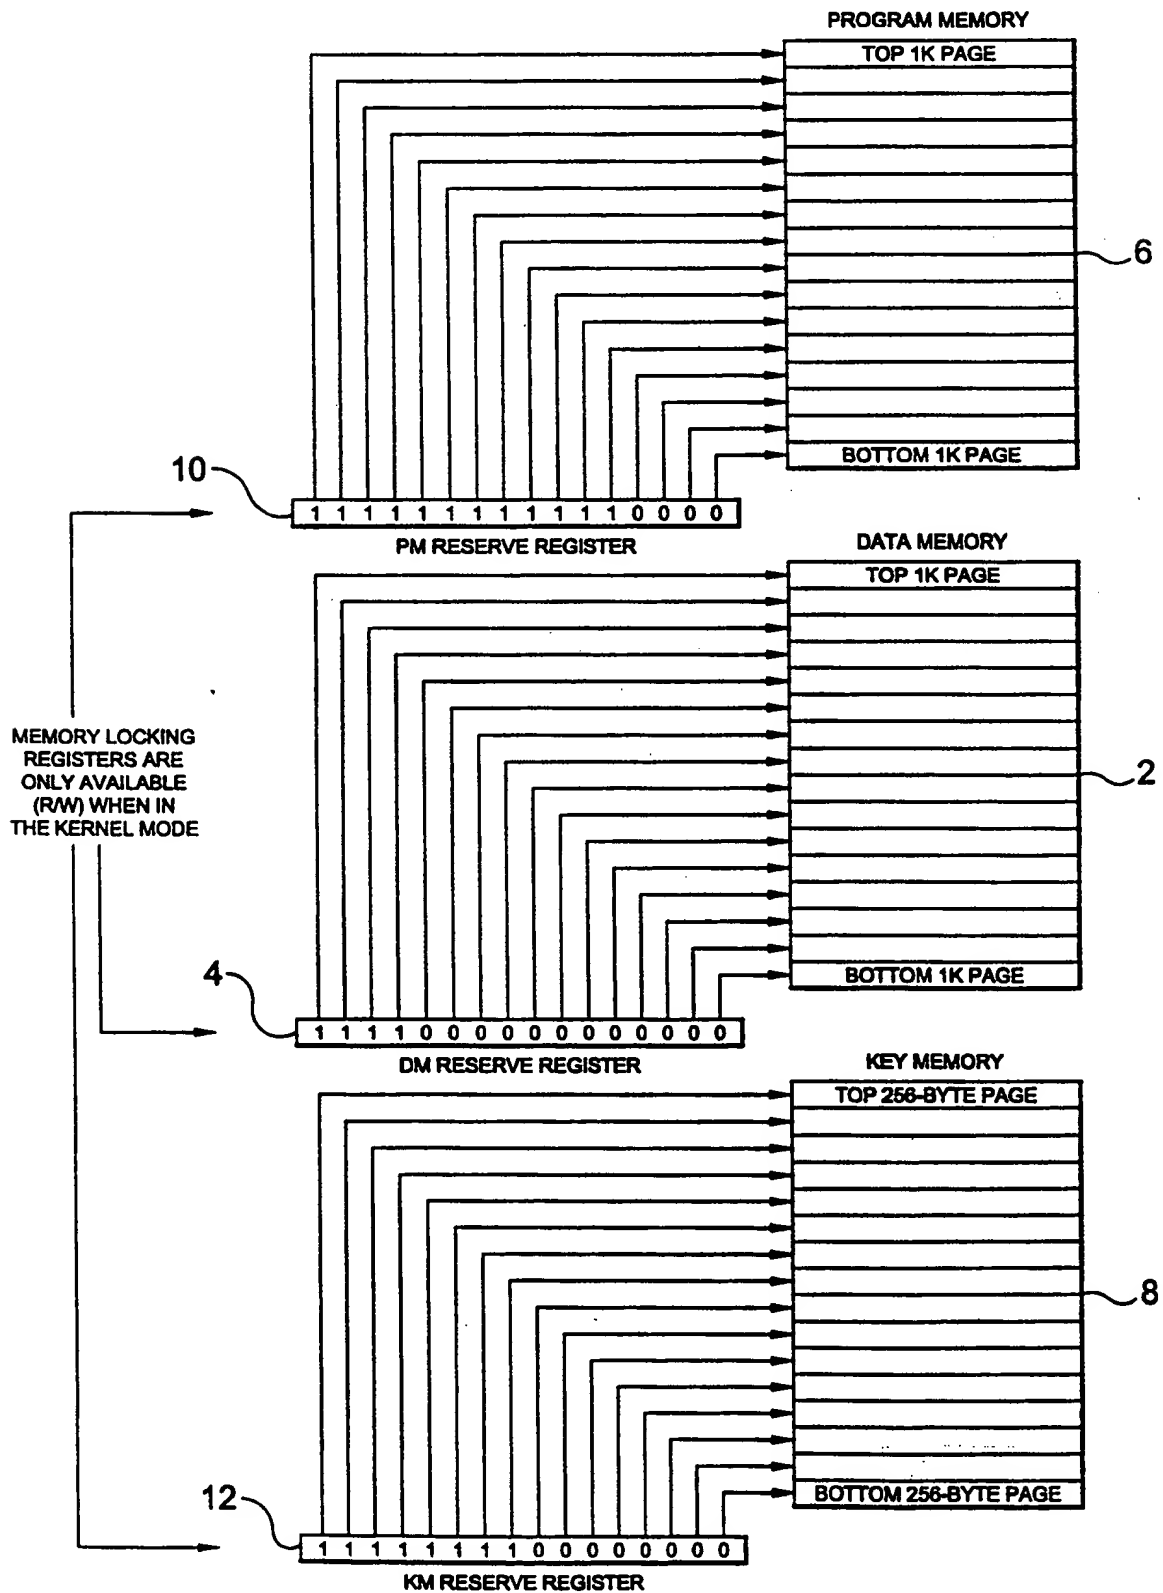 PROGRAM MEMORY
TOP 1K PAGE
6
BOTTOM 1K PAGE
10
1 1 1 1 1 1 1 1 1 1 1 1 0 0 0 0
PM RESERVE REGISTER
DATA MEMORY
TOP 1K PAGE
MEMORY LOCKING
REGISTERS ARE
ONLY AVAILABLE
(R/W) WHEN IN
THE KERNEL MODE
2
BOTTOM 1K PAGE
4
1 1 1 1 0 0 0 0 0 0 0 0 0 0 0 0
DM RESERVE REGISTER
KEY MEMORY
TOP 256-BYTE PAGE
8
BOTTOM 256-BYTE PAGE
12
1 1 1 1 1 1 1 1 0 0 0 0 0 0 0 0
KM RESERVE REGISTER